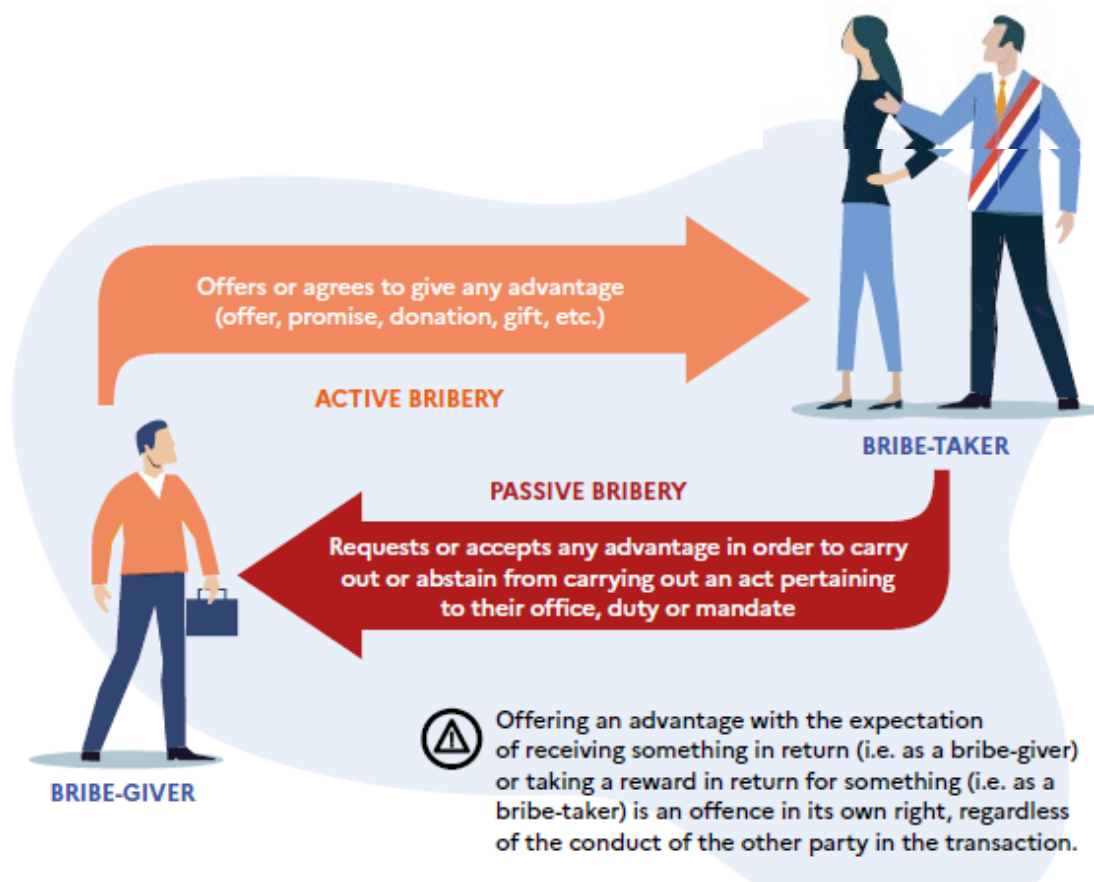 Offers or agrees to give any advantage
(offer, promise, donation, gift, etc.)
ACTIVE BRIBERY
BRIBE-TAKER
PASSIVE BRIBERY
Requests or accepts any advantage in order to carry
out or abstain from carrying out an act pertaining
to their office, duty or mandate
BRIBE-GIVER
Offering an advantage with the expectation
of receiving something in return (i.e. as a bribe-giver)
or taking a reward in return for something (i.e. as a
bribe-taker) is an offence in its own right, regardless
of the conduct of the other party in the transaction.